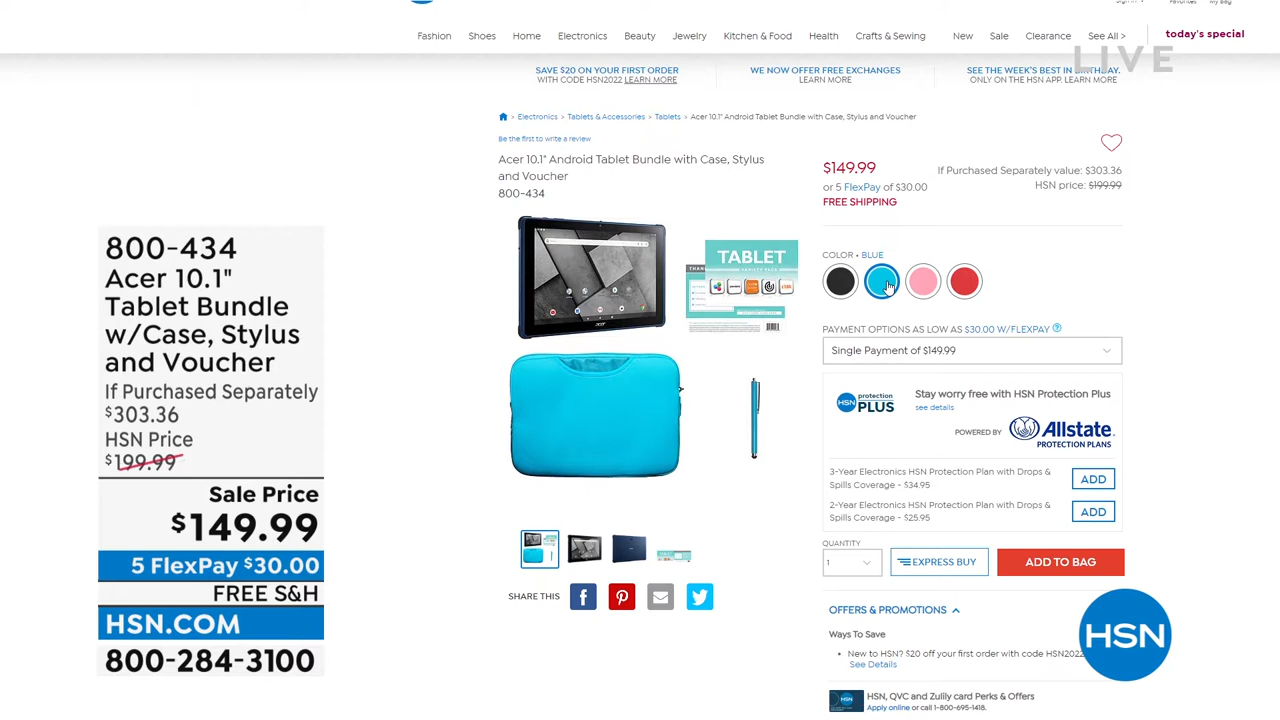 Favorites My Bag
Fashion Shoes Home Electronics Beauty Jewelry Kitchen & Food Health Crafts & Sewing New Sale Clearance See All > today's special
LIVE
SAVE $20 ON YOUR FIRST ORDER
WITH CODE HSN2022 LEARN MORE
WE NOW OFFER FREE EXCHANGES
LEARN MORE
SEE THE WEEK'S BEST IN BIRTHDAY.
ONLY ON THE HSN APP. LEARN MORE
> Electronics > Tablets & Accessories > Tablets > Acer 10.1" Android Tablet Bundle with Case, Stylus and Voucher
Be the first to write a review
Acer 10.1" Android Tablet Bundle with Case, Stylus
and Voucher
800-434
$149.99
or 5 FlexPay of $30.00
FREE SHIPPING
If Purchased Separately value: $303.36
HSN price: $199.99
TABLET
acer
COLOR • BLUE
PAYMENT OPTIONS AS LOW AS $30.00 W/FLEXPAY ?
Single Payment of $149.99
HSN protection PLUS
Stay worry free with HSN Protection Plus
see details
POWERED BY Allstate
PROTECTION PLANS
3-Year Electronics HSN Protection Plan with Drops &
Spills Coverage - $34.95
ADD
2-Year Electronics HSN Protection Plan with Drops &
Spills Coverage - $25.95
ADD
QUANTITY
1
EXPRESS BUY
ADD TO BAG
SHARE THIS
OFFERS & PROMOTIONS
Ways To Save
• New to HSN? $20 off your first order with code HSN2022
See Details
HSN, QVC and Zulily card Perks & Offers
Apply online or call 1-800-695-1418.
HSN
800-434
Acer 10.1"
Tablet Bundle
w/Case, Stylus
and Voucher
If Purchased Separately
$303.36
HSN Price
$199.99
Sale Price
$149.99
5 FlexPay $30.00
FREE S&H
HSN.COM
800-284-3100